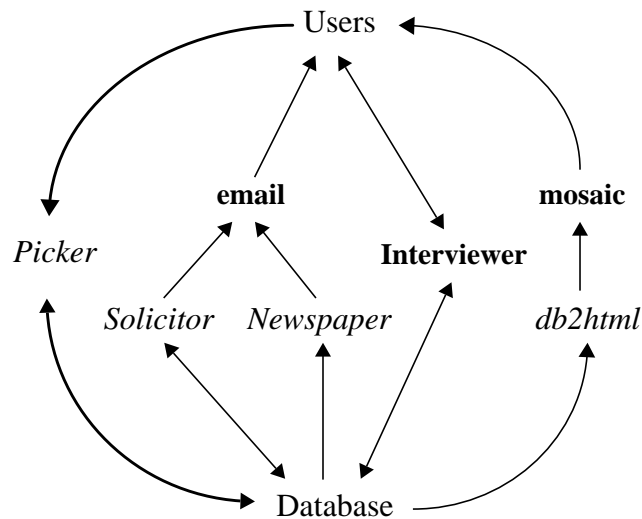 Users
email
mosaic
Picker
Interviewer
Solicitor
Newspaper
db2html
Database